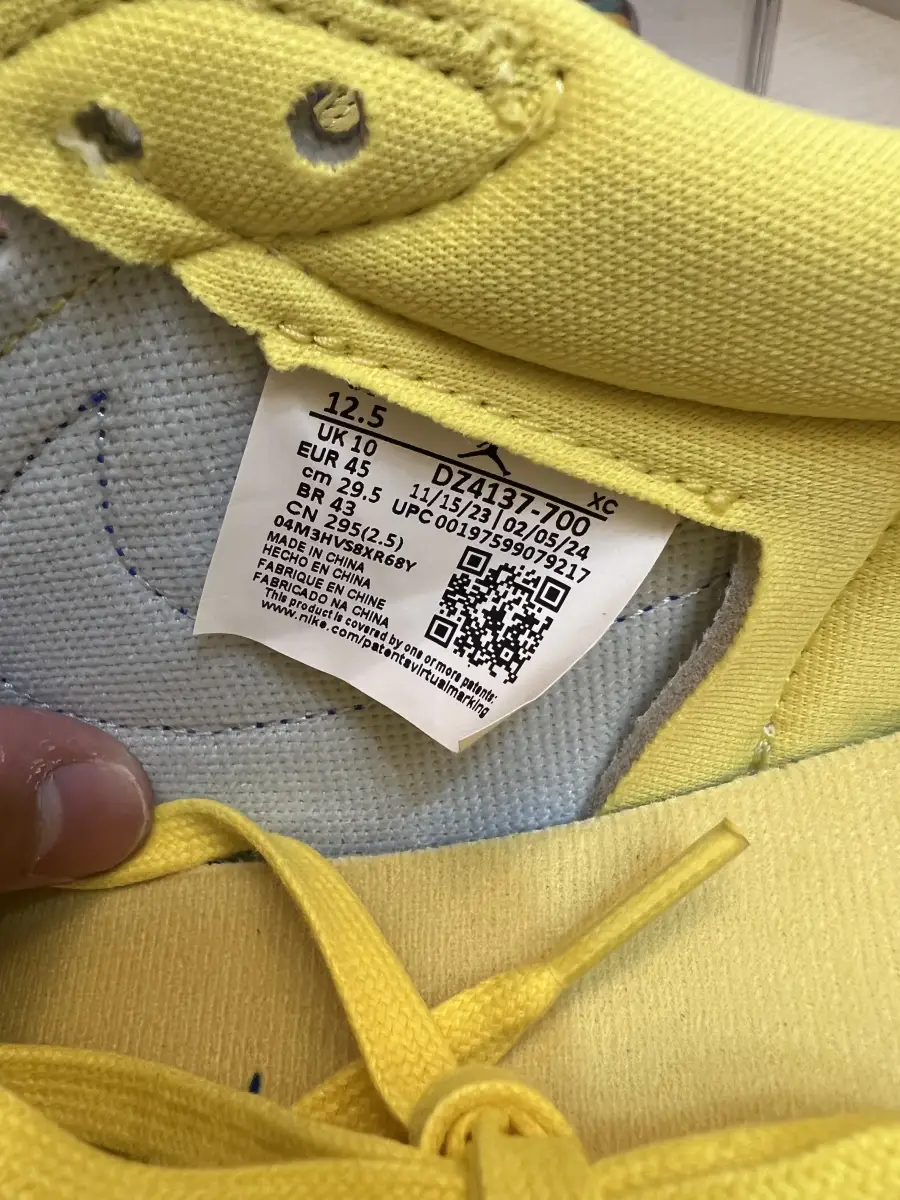 12.5
UK 10
EUR 45
cm 29.5
BR 43
CN 295(2.5)
04M3HVS8XR68Y
XC
DZ4137-700
11/15/23 | 02/05/24
UPC 00197599079217
MADE IN CHINA
HECHO EN CHINA
FABRIQUE EN CHINE
FABRICADO NA CHINA
This product is covered by one or more patents:
www.nike.com/patentsvirtualmarking